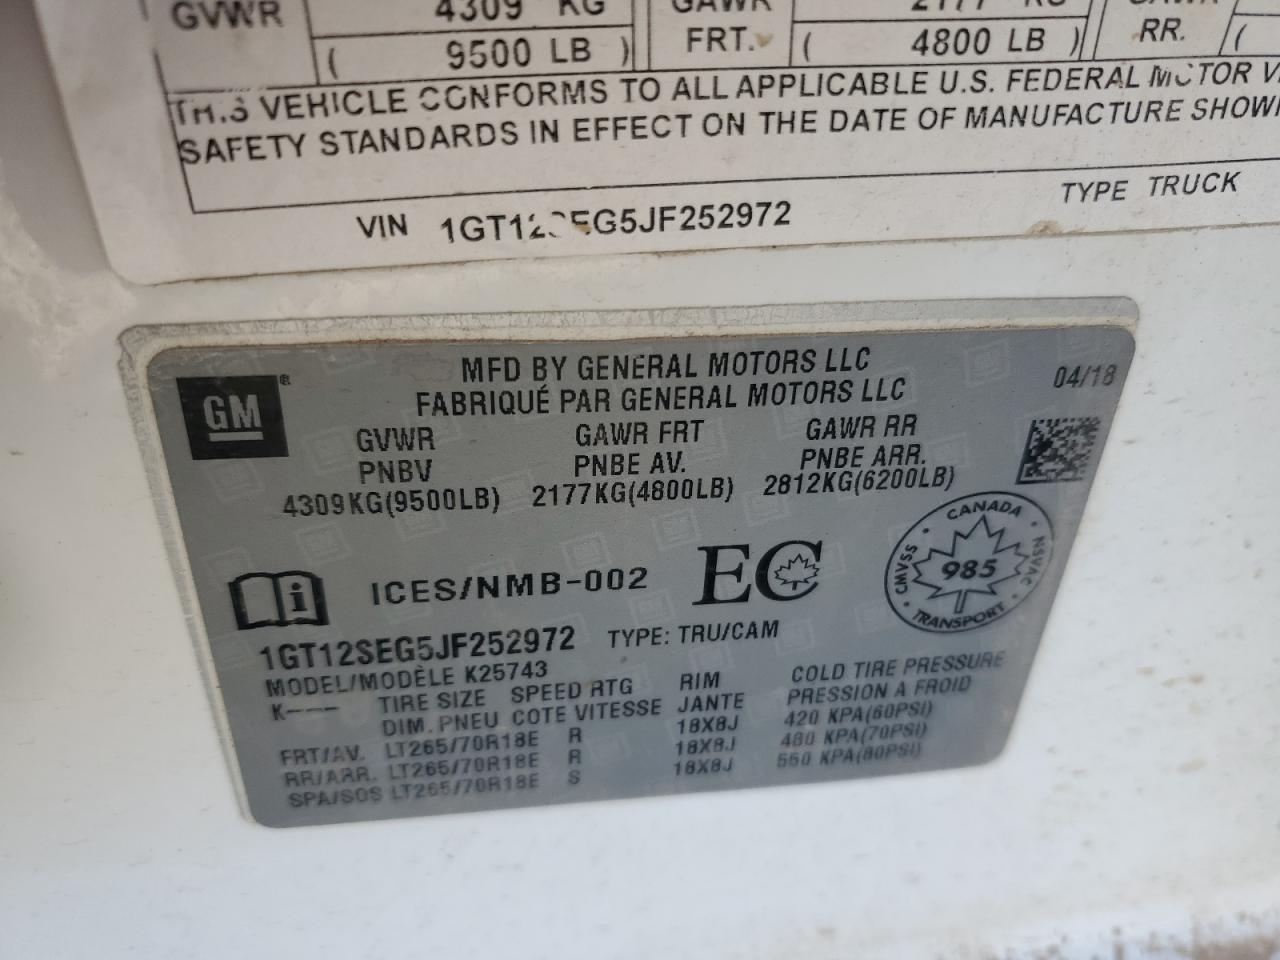 GVWR 4309 KG GAWR 2177 KG
( 9500 LB ) FRT. ( 4800 LB ) RR. (
THIS VEHICLE CONFORMS TO ALL APPLICABLE U.S. FEDERAL MOTOR
SAFETY STANDARDS IN EFFECT ON THE DATE OF MANUFACTURE
VIN 1GT12SEG5JF252972 TYPE TRUCK
GM ®
MFD BY GENERAL MOTORS LLC 04/18
FABRIQUÉ PAR GENERAL MOTORS LLC
GVWR GAWR FRT GAWR RR
PNBV PNBE AV. PNBE ARR.
4309KG(9500LB) 2177KG(4800LB) 2812KG(6200LB)
i ICES/NMB-002 EC
CANADA
CMVSS 985 NSVAC
TRANSPORT
1GT12SEG5JF252972 TYPE: TRU/CAM
MODEL/MODÈLE K25743
K--- TIRE SIZE SPEED RTG RIM COLD TIRE PRESSURE
DIM. PNEU COTE VITESSE JANTE PRESSION A FROID
FRT/AV. LT265/70R18E R 18X8J 420 KPA(60PSI)
RR/ARR. LT265/70R18E R 18X8J 480 KPA(70PSI)
SPA/SOS LT265/70R18E S 18X8J 550 KPA(80PSI)